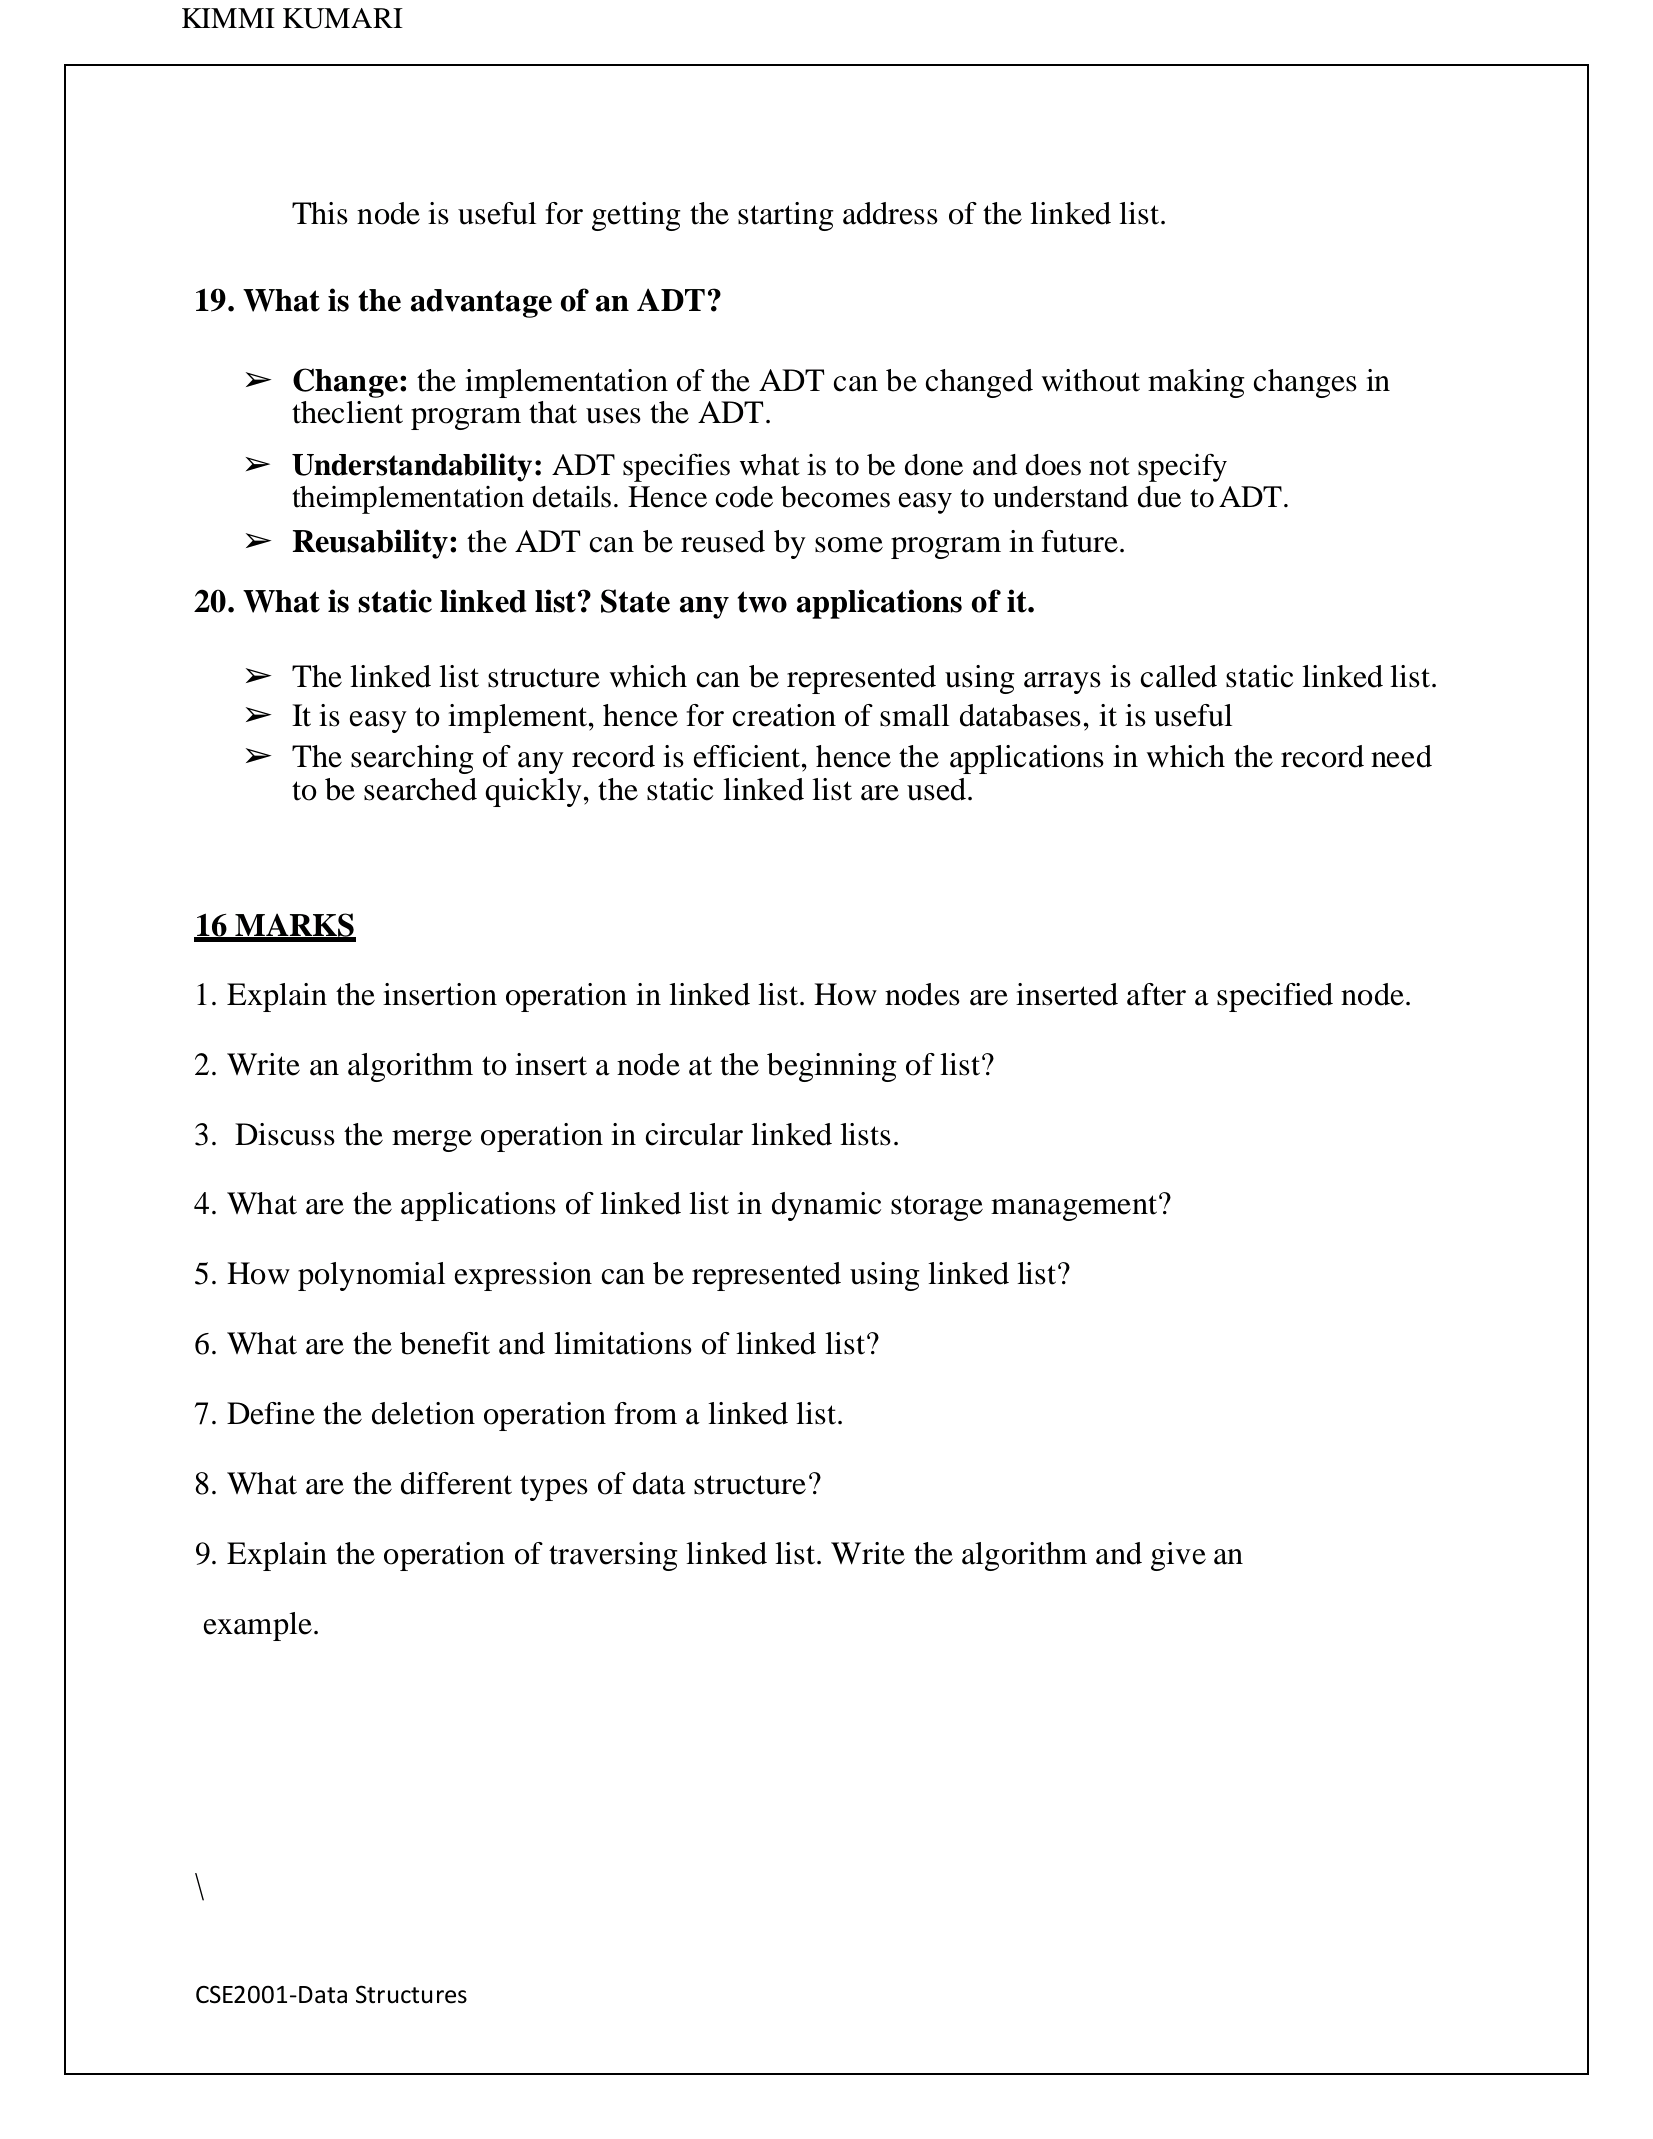 KIMMI KUMARI
This node is useful for getting the starting address of the linked list.
19. What is the advantage of an ADT?
➢ Change: the implementation of the ADT can be changed without making changes in
theclient program that uses the ADT.
➢ Understandability: ADT specifies what is to be done and does not specify
theimplementation details. Hence code becomes easy to understand due to ADT.
➢ Reusability: the ADT can be reused by some program in future.
20. What is static linked list? State any two applications of it.
➢ The linked list structure which can be represented using arrays is called static linked list.
➢ It is easy to implement, hence for creation of small databases, it is useful
➢ The searching of any record is efficient, hence the applications in which the record need
to be searched quickly, the static linked list are used.
16 MARKS
1. Explain the insertion operation in linked list. How nodes are inserted after a specified node.
2. Write an algorithm to insert a node at the beginning of list?
3.  Discuss the merge operation in circular linked lists.
4. What are the applications of linked list in dynamic storage management?
5. How polynomial expression can be represented using linked list?
6. What are the benefit and limitations of linked list?
7. Define the deletion operation from a linked list.
8. What are the different types of data structure?
9. Explain the operation of traversing linked list. Write the algorithm and give an
example.
\
CSE2001-Data Structures